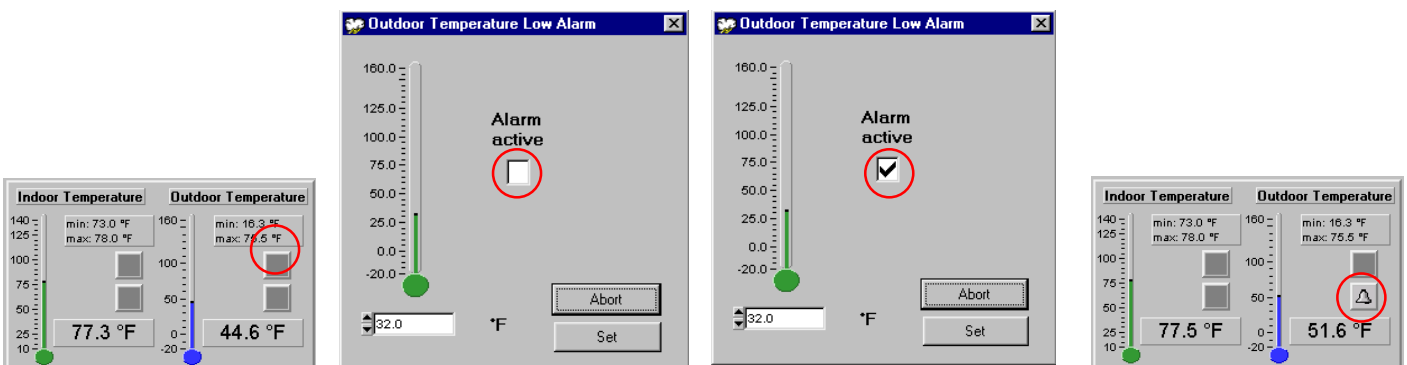 Indoor Temperature
Outdoor Temperature
min: 73.0 °F
max: 78.0 °F
min: 16.3 °F
max: 75.5 °F
140
125
100
75
50
25
10
160
100
50
0
-20
77.3 °F
44.6 °F
Outdoor Temperature Low Alarm
160.0
125.0
100.0
75.0
50.0
25.0
0.0
-20.0
Alarm
active
32.0
°F
Abort
Set
Outdoor Temperature Low Alarm
160.0
125.0
100.0
75.0
50.0
25.0
0.0
-20.0
Alarm
active
32.0
°F
Abort
Set
Indoor Temperature
Outdoor Temperature
min: 73.0 °F
max: 78.0 °F
min: 16.3 °F
max: 75.5 °F
140
125
100
75
50
25
10
160
100
50
0
-20
77.5 °F
51.6 °F